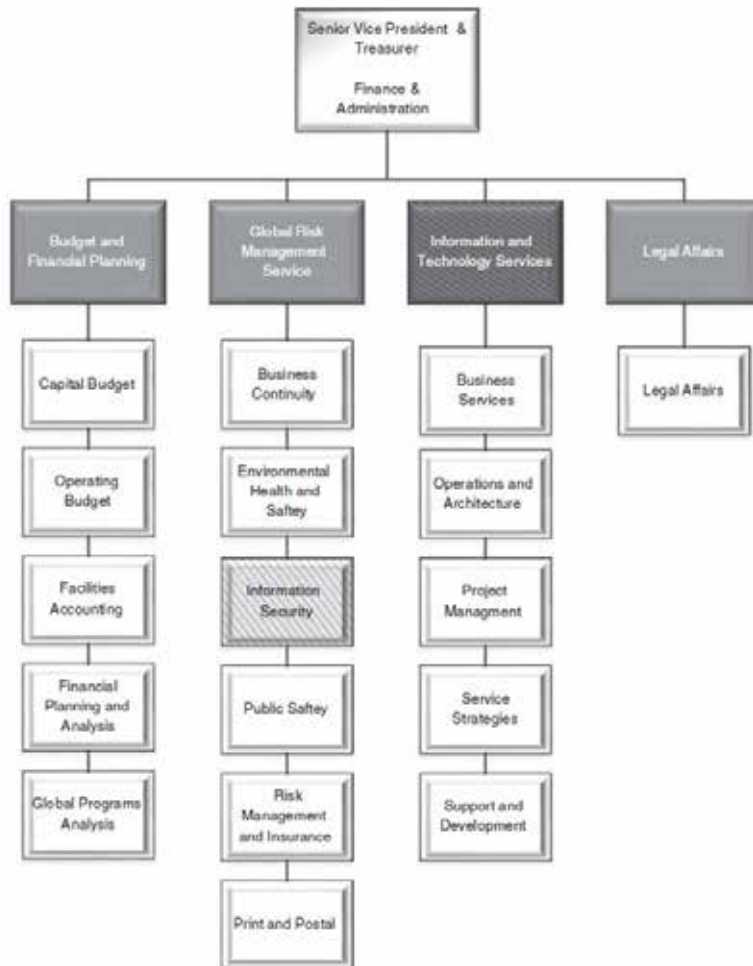 Senior Vice President &
Treasurer
Finance &
Administration
Budget and
Financial Planning
Global Risk
Management
Service
Information and
Technology Services
Legal Affairs
Capital Budget
Operating
Budget
Facilities
Accounting
Financial
Planning and
Analysis
Global Programs
Analysis
Business
Continuity
Environmental
Health and
Saftey
Information
Security
Public Saftey
Risk
Management
and Insurance
Print and Postal
Business
Services
Operations and
Architecture
Project
Managment
Service
Strategies
Support and
Development
Legal Affairs